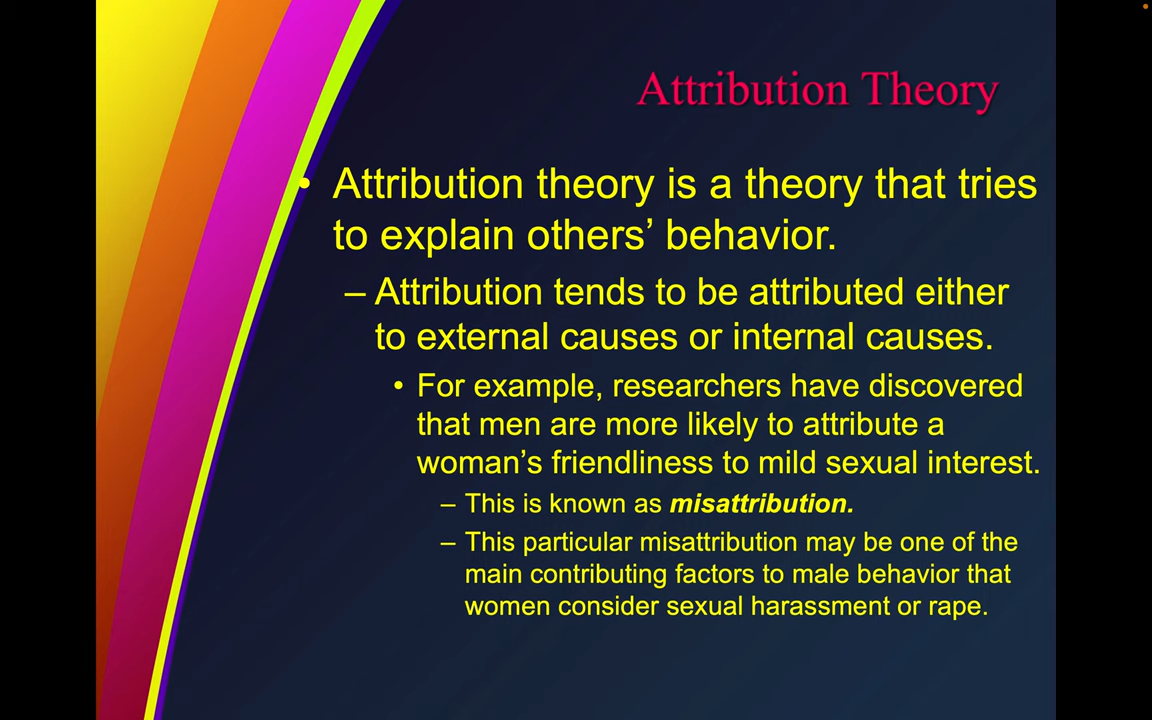 Attribution Theory
• Attribution theory is a theory that tries
to explain others’ behavior.
– Attribution tends to be attributed either
to external causes or internal causes.
• For example, researchers have discovered
that men are more likely to attribute a
woman’s friendliness to mild sexual interest.
– This is known as misattribution.
– This particular misattribution may be one of the
main contributing factors to male behavior that
women consider sexual harassment or rape.